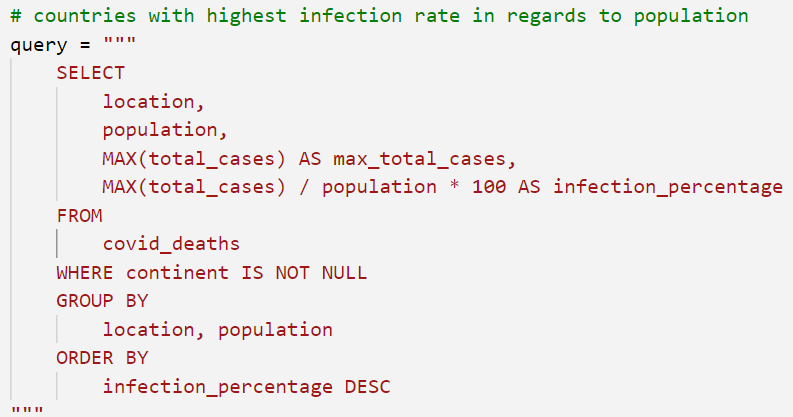 # countries with highest infection rate in regards to population
query = """
SELECT
location,
population,
MAX(total_cases) AS max_total_cases,
MAX(total_cases) / population * 100 AS infection_percentage
FROM
covid_deaths
WHERE continent IS NOT NULL
GROUP BY
location, population
ORDER BY
infection_percentage DESC
"""